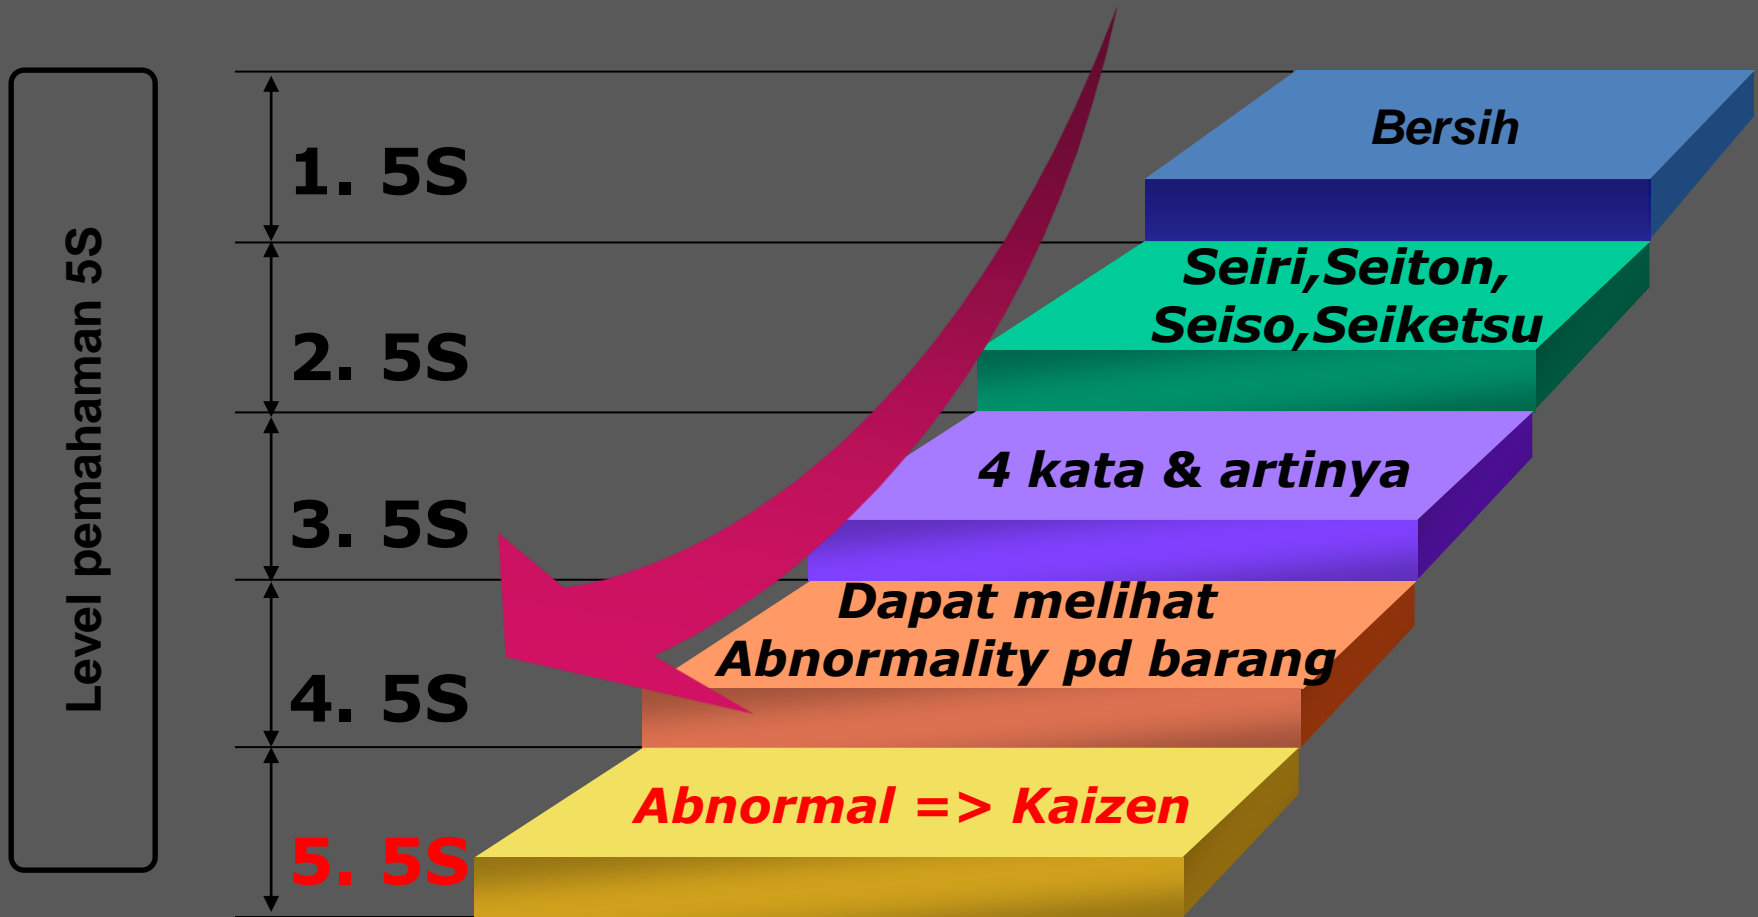 Level pemahaman 5S
1. 5S
Bersih
2. 5S
Seiri,Seiton,
Seiso,Seiketsu
3. 5S
4 kata & artinya
4. 5S
Dapat melihat
Abnormality pd barang
5. 5S
Abnormal => Kaizen